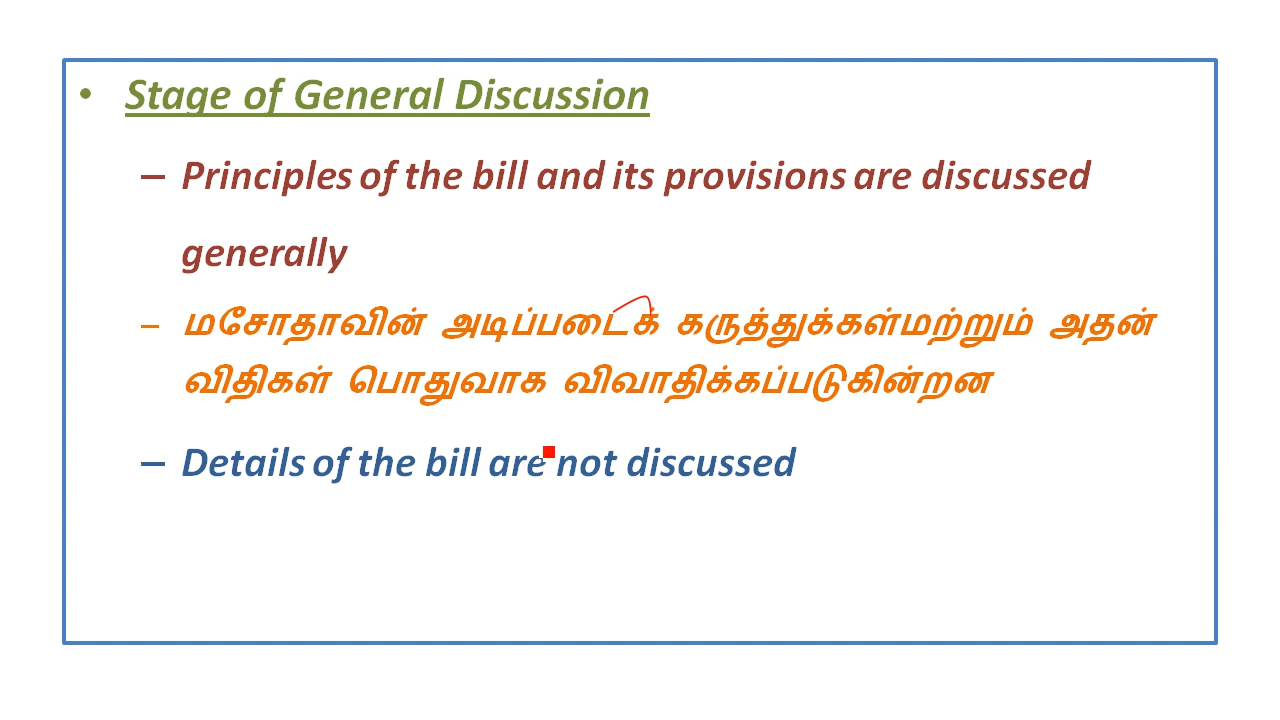 • Stage of General Discussion
– Principles of the bill and its provisions are discussed
generally
– மசோதாவின் அடிப்படைக் கருத்துக்கள்மற்றும் அதன்
விதிகள் பொதுவாக விவாதிக்கப்படுகின்றன
– Details of the bill are not discussed